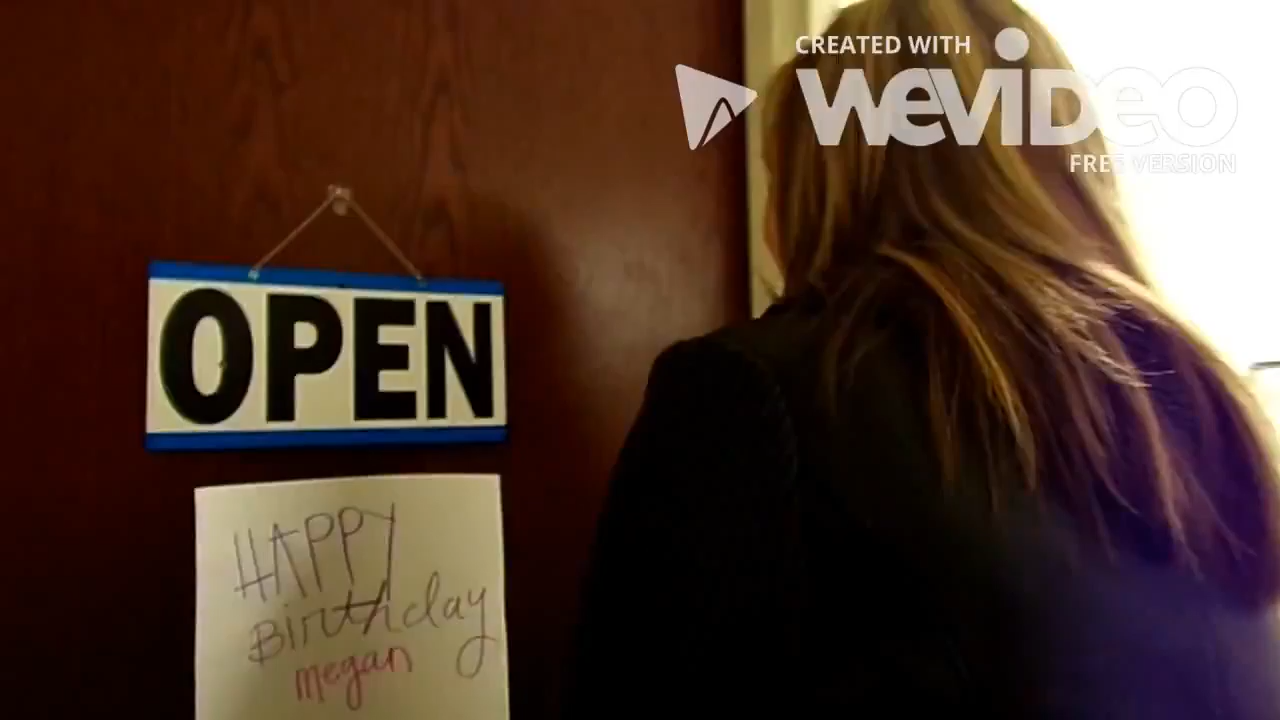 CREATED WITH
WEVIDEO
FREE VERSION
OPEN
HAPPY
Birthday
megan